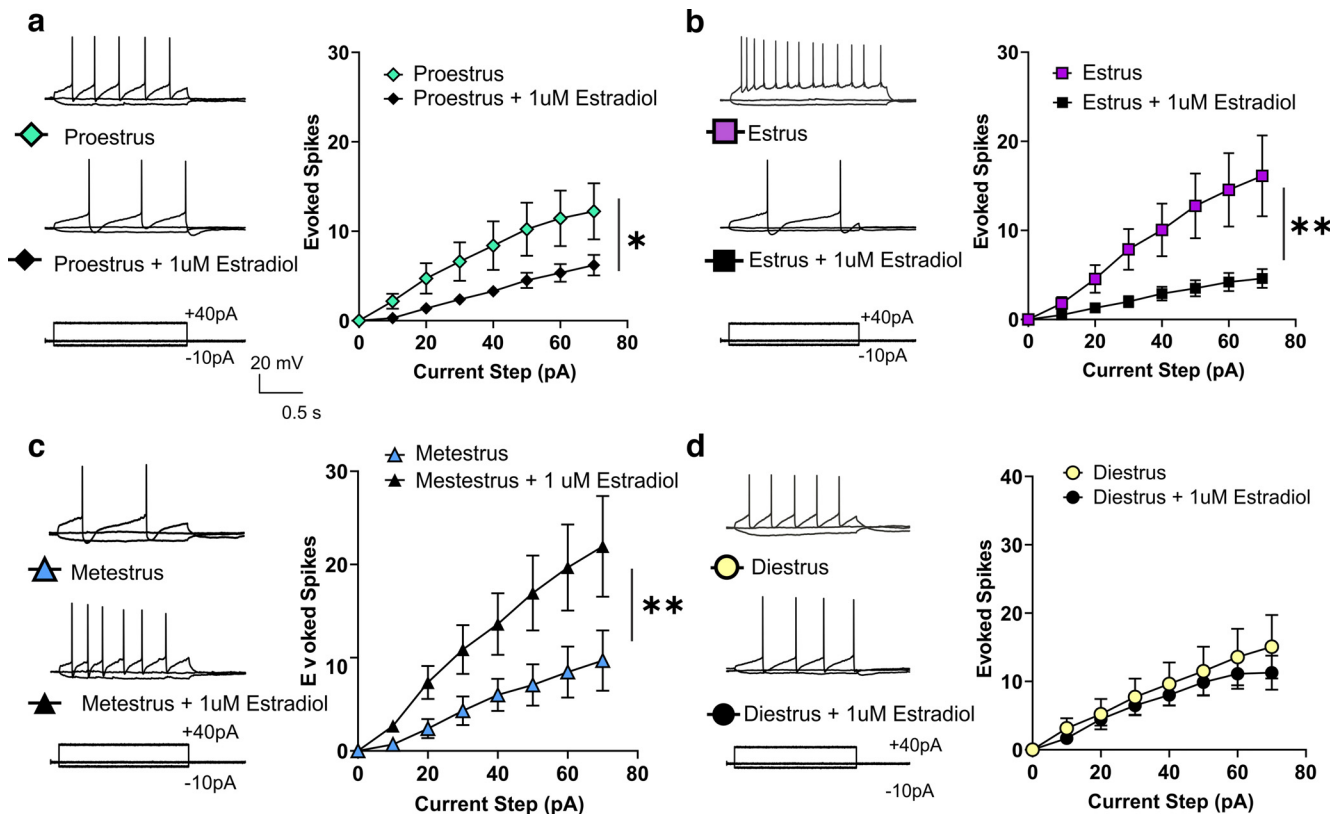 a
Proestrus
Proestrus + 1uM Estradiol
+40pA
-10pA
20 mV
0.5 s
Proestrus
Proestrus + 1uM Estradiol
Evoked Spikes
30
20
10
0
0 20 40 60 80
Current Step (pA)
*
b
Estrus
Estrus + 1uM Estradiol
+40pA
-10pA
Estrus
Estrus + 1uM Estradiol
Evoked Spikes
30
20
10
0
0 20 40 60 80
Current Step (pA)
**
c
Metestrus
Metestrus + 1uM Estradiol
+40pA
-10pA
Metestrus
Mestestrus + 1 uM Estradiol
E v oked Spikes
30
20
10
0
0 20 40 60 80
Current Step (pA)
**
d
Diestrus
Diestrus + 1uM Estradiol
+40pA
-10pA
Diestrus
Diestrus + 1uM Estradiol
Evoked Spikes
40
30
20
10
0
0 20 40 60 80
Current Step (pA)